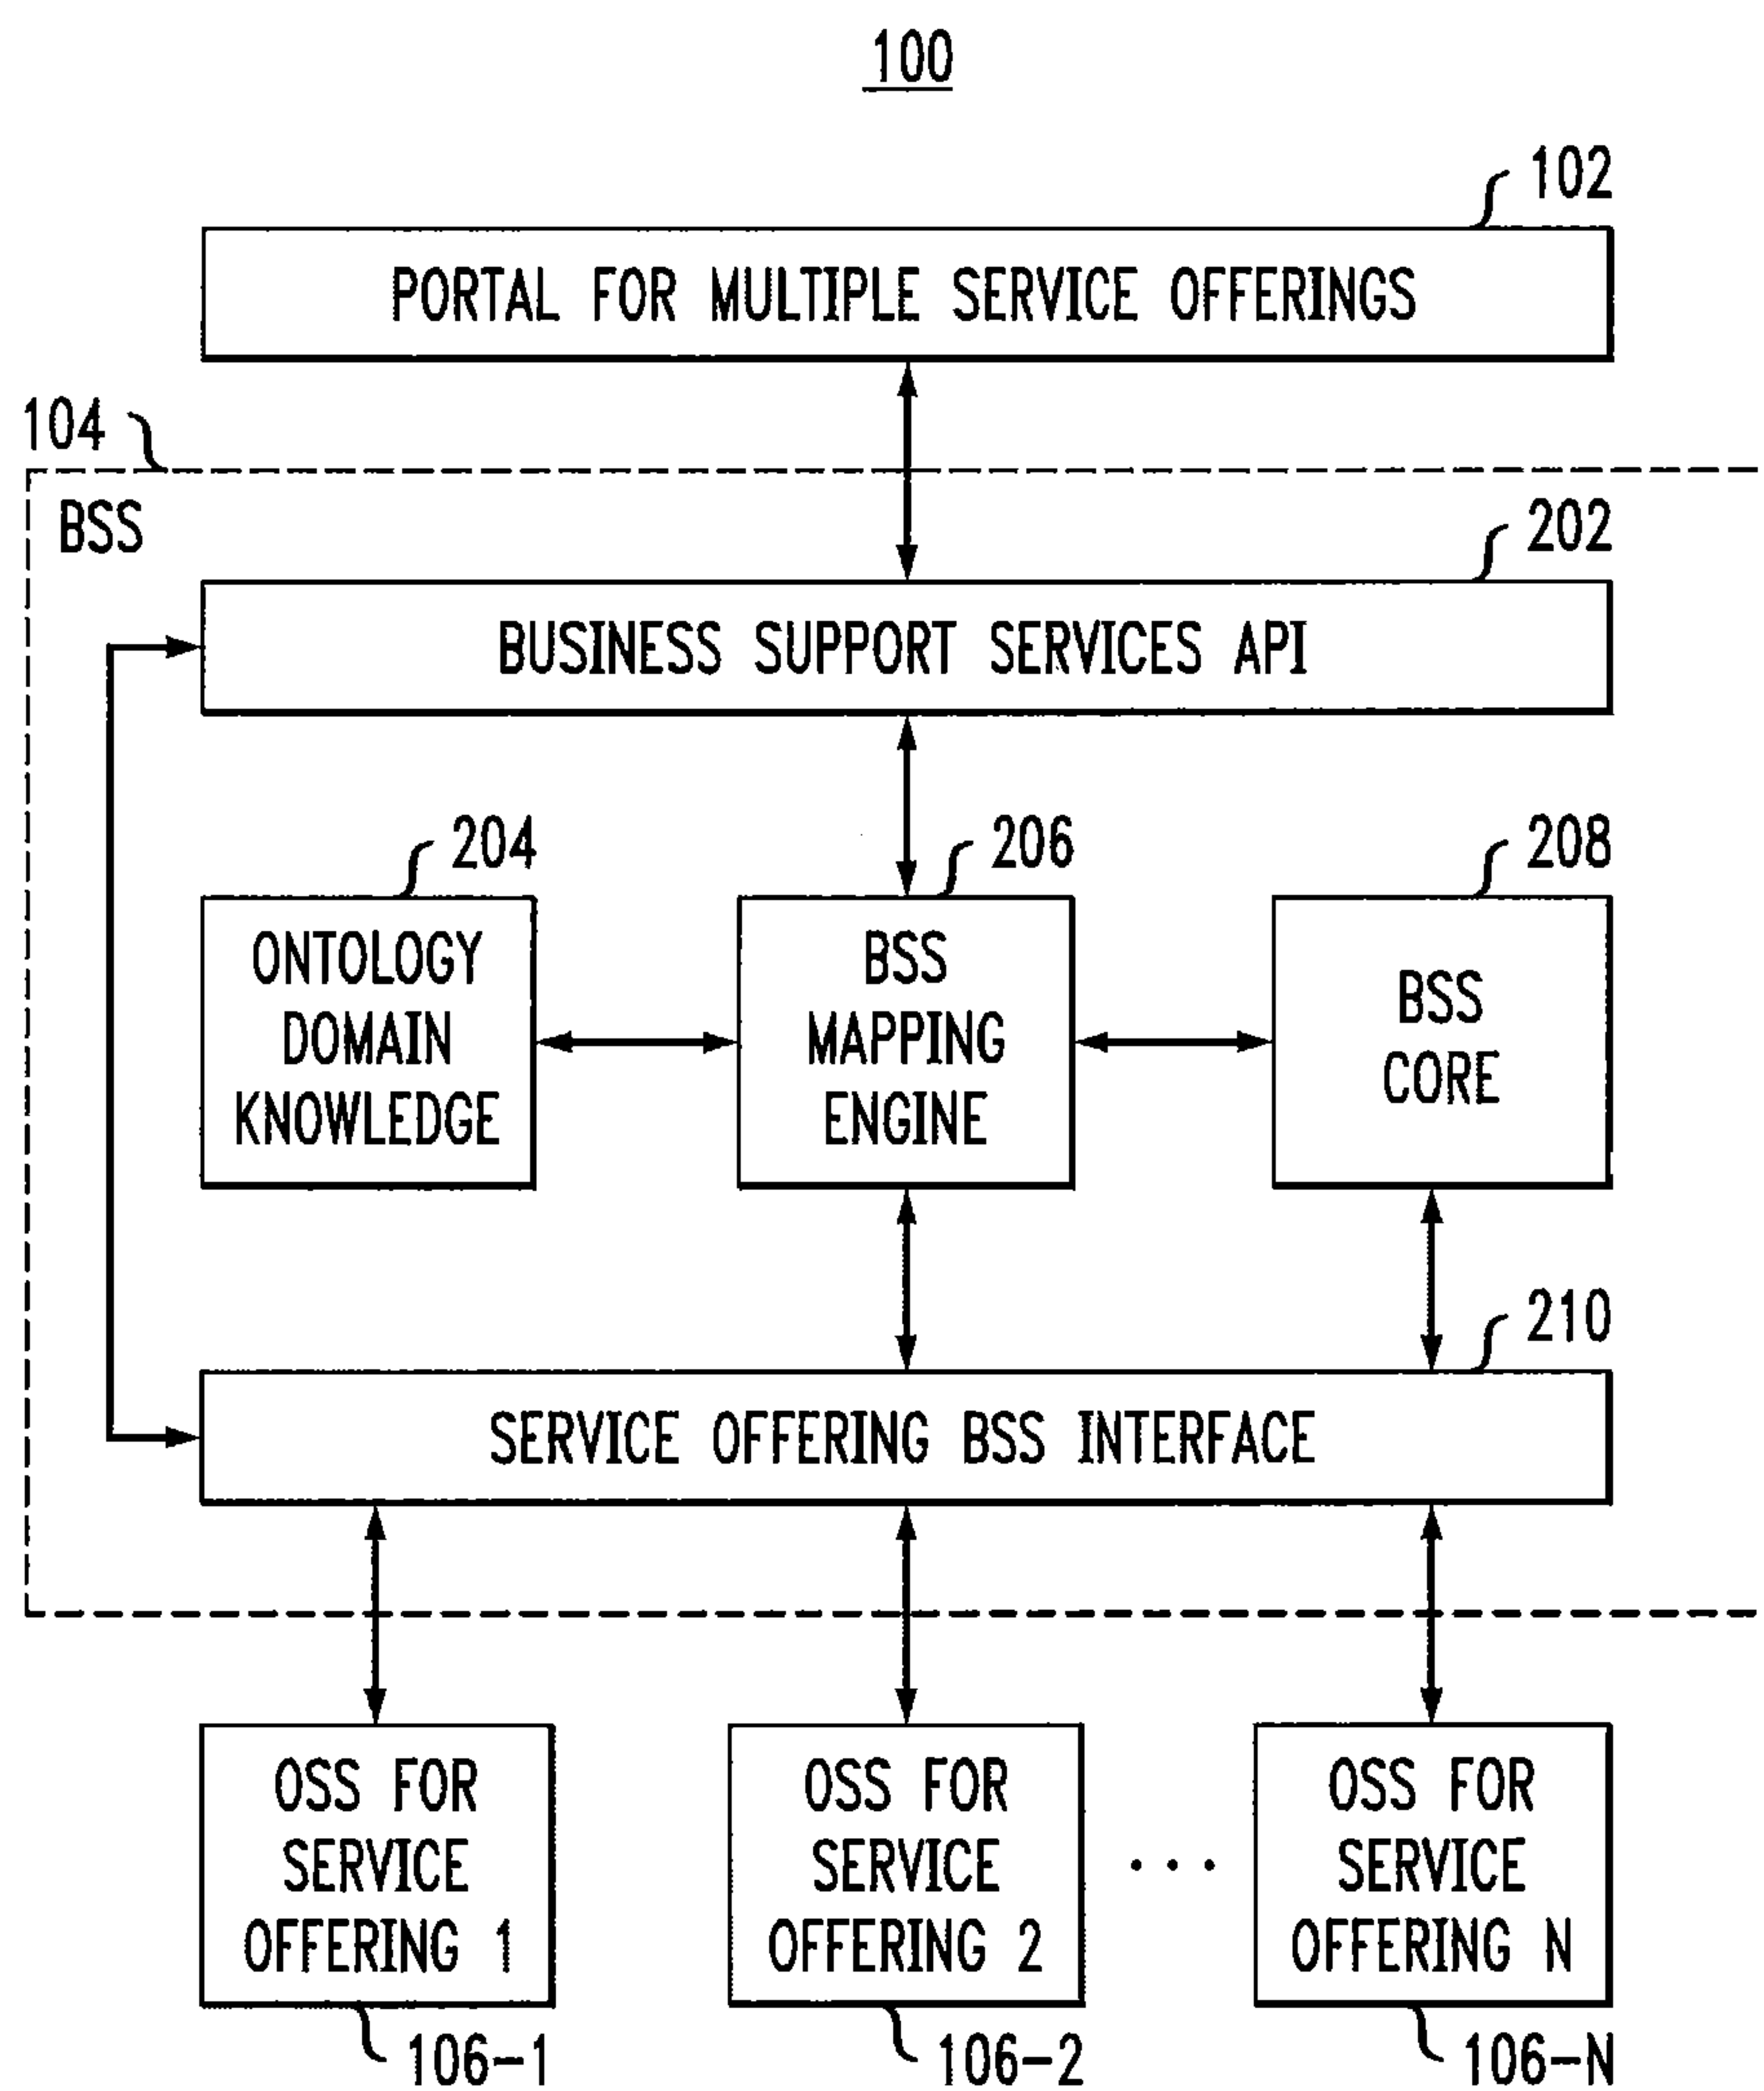 100
102
PORTAL FOR MULTIPLE SERVICE OFFERINGS
104
BSS
202
BUSINESS SUPPORT SERVICES API
204
206
208
ONTOLOGY
DOMAIN
KNOWLEDGE
BSS
MAPPING
ENGINE
BSS
CORE
210
SERVICE OFFERING BSS INTERFACE
OSS FOR
SERVICE
OFFERING 1
OSS FOR
SERVICE
OFFERING 2
...
OSS FOR
SERVICE
OFFERING N
106-1
106-2
106-N